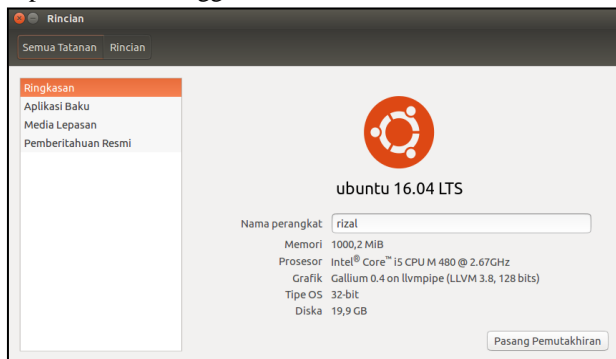 Rincian
Semua Tatanan Rincian
Ringkasan
Aplikasi Baku
Media Lepasan
Pemberitahuan Resmi
ubuntu 16.04 LTS
Nama perangkat rizal
Memori 1000,2 MiB
Prosesor Intel® Core™ i5 CPU M 480 @ 2.67GHz
Grafik Gallium 0.4 on llvmpipe (LLVM 3.8, 128 bits)
Tipe OS 32-bit
Diska 19,9 GB
Pasang Pemutakhiran